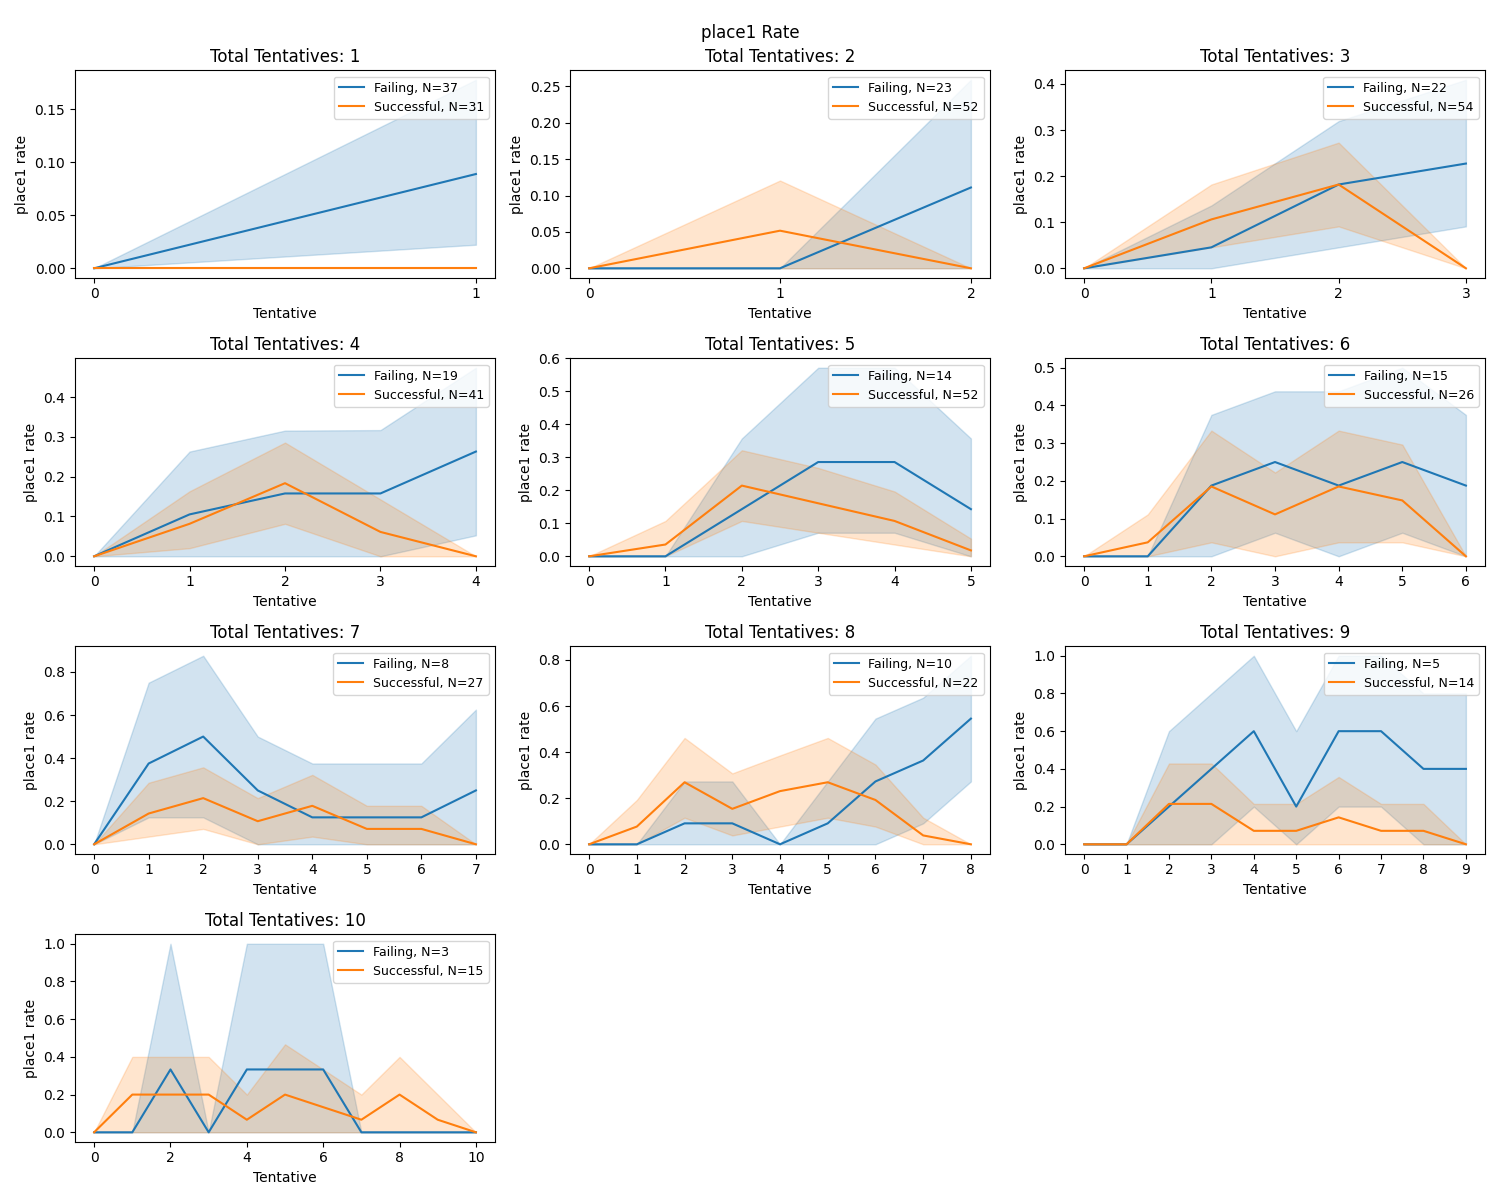 place1 Rate
Total Tentatives: 1
Failing, N=37
Successful, N=31
place1 rate
0.15
0.10
0.05
0.00
0 1
Tentative
Total Tentatives: 2
Failing, N=23
Successful, N=52
place1 rate
0.25
0.20
0.15
0.10
0.05
0.00
0 1 2
Tentative
Total Tentatives: 3
Failing, N=22
Successful, N=54
place1 rate
0.4
0.3
0.2
0.1
0.0
0 1 2 3
Tentative
Total Tentatives: 4
Failing, N=19
Successful, N=41
place1 rate
0.4
0.3
0.2
0.1
0.0
0 1 2 3 4
Tentative
Total Tentatives: 5
Failing, N=14
Successful, N=52
place1 rate
0.6
0.5
0.4
0.3
0.2
0.1
0.0
0 1 2 3 4 5
Tentative
Total Tentatives: 6
Failing, N=15
Successful, N=26
place1 rate
0.5
0.4
0.3
0.2
0.1
0.0
0 1 2 3 4 5 6
Tentative
Total Tentatives: 7
Failing, N=8
Successful, N=27
place1 rate
0.8
0.6
0.4
0.2
0.0
0 1 2 3 4 5 6 7
Tentative
Total Tentatives: 8
Failing, N=10
Successful, N=22
place1 rate
0.8
0.6
0.4
0.2
0.0
0 1 2 3 4 5 6 7 8
Tentative
Total Tentatives: 9
Failing, N=5
Successful, N=14
place1 rate
1.0
0.8
0.6
0.4
0.2
0.0
0 1 2 3 4 5 6 7 8 9
Tentative
Total Tentatives: 10
Failing, N=3
Successful, N=15
place1 rate
1.0
0.8
0.6
0.4
0.2
0.0
0 2 4 6 8 10
Tentative